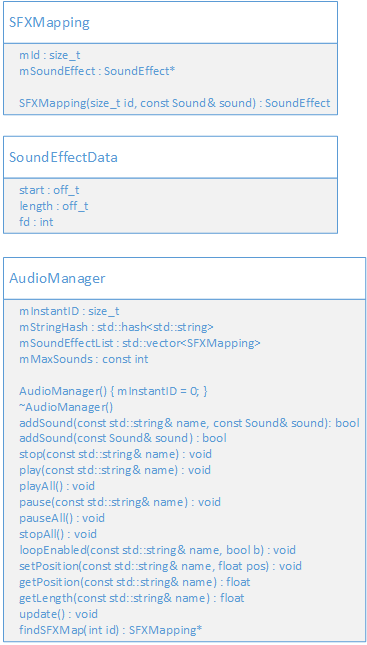 SFXMapping
mId : size_t
mSoundEffect : SoundEffect*
SFXMapping(size_t id, const Sound& sound) : SoundEffect
SoundEffectData
start : off_t
length : off_t
fd : int
AudioManager
mInstantID : size_t
mStringHash : std::hash<std::string>
mSoundEffectList : std::vector<SFXMapping>
mMaxSounds : const int
AudioManager() { mInstantID = 0; }
~AudioManager()
addSound(const std::string& name, const Sound& sound): bool
addSound(const Sound& sound) : bool
stop(const std::string& name) : void
play(const std::string& name) : void
playAll() : void
pause(const std::string& name) : void
pauseAll() : void
stopAll() : void
loopEnabled(const std::string& name, bool b) : void
setPosition(const std::string& name, float pos) : void
getPosition(const std::string& name) : float
getLength(const std::string& name) : float
update() : void
findSFXMap(int id) : SFXMapping*